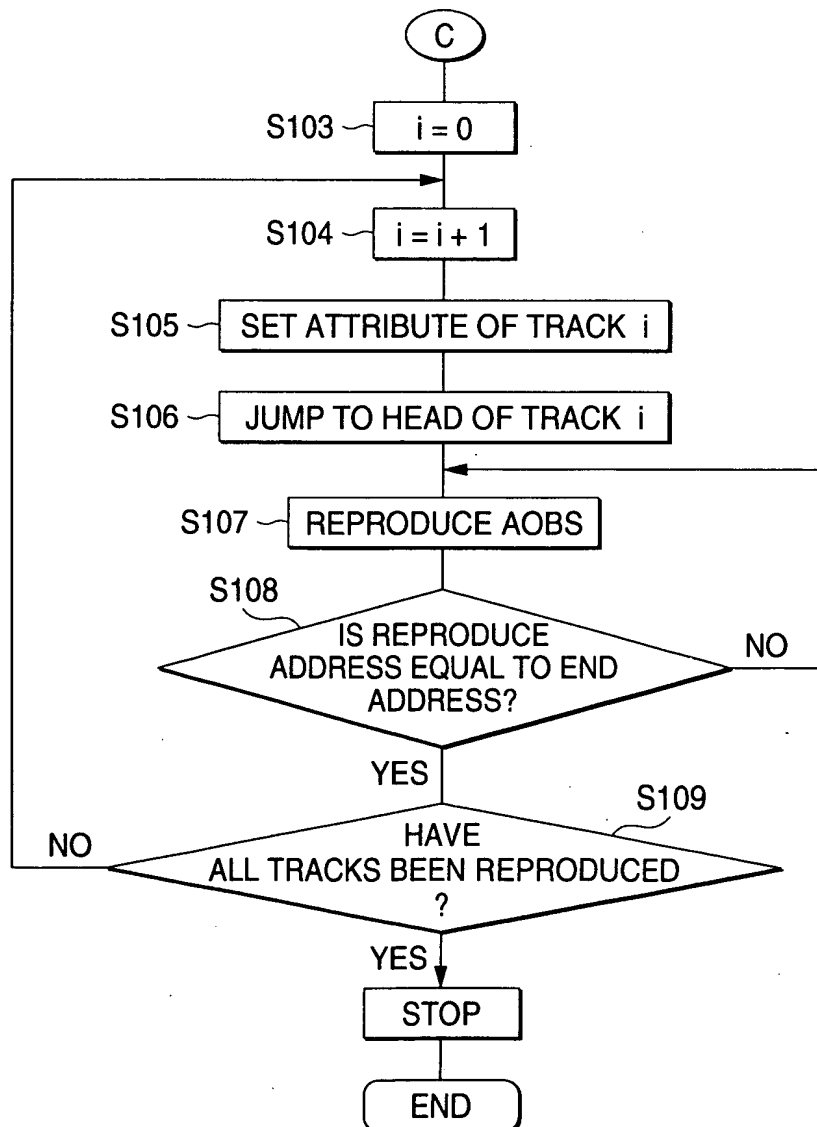 C
S103
i = 0
S104
i = i + 1
S105
SET ATTRIBUTE OF TRACK i
S106
JUMP TO HEAD OF TRACK i
S107
REPRODUCE AOBS
S108
IS REPRODUCE
ADDRESS EQUAL TO END
ADDRESS?
NO
YES
S109
HAVE
ALL TRACKS BEEN REPRODUCED
?
NO
YES
STOP
END